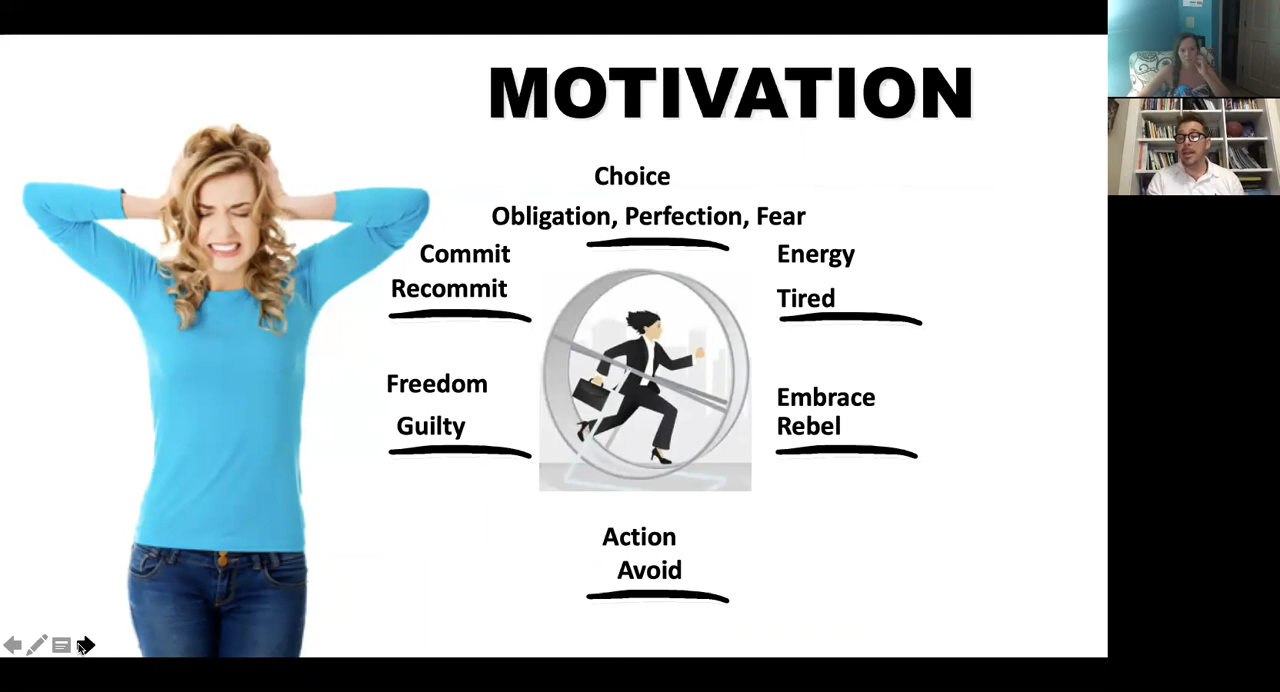 MOTIVATION
Choice
Obligation, Perfection, Fear
Commit
Recommit
Energy
Tired
Freedom
Guilty
Embrace
Rebel
Action
Avoid